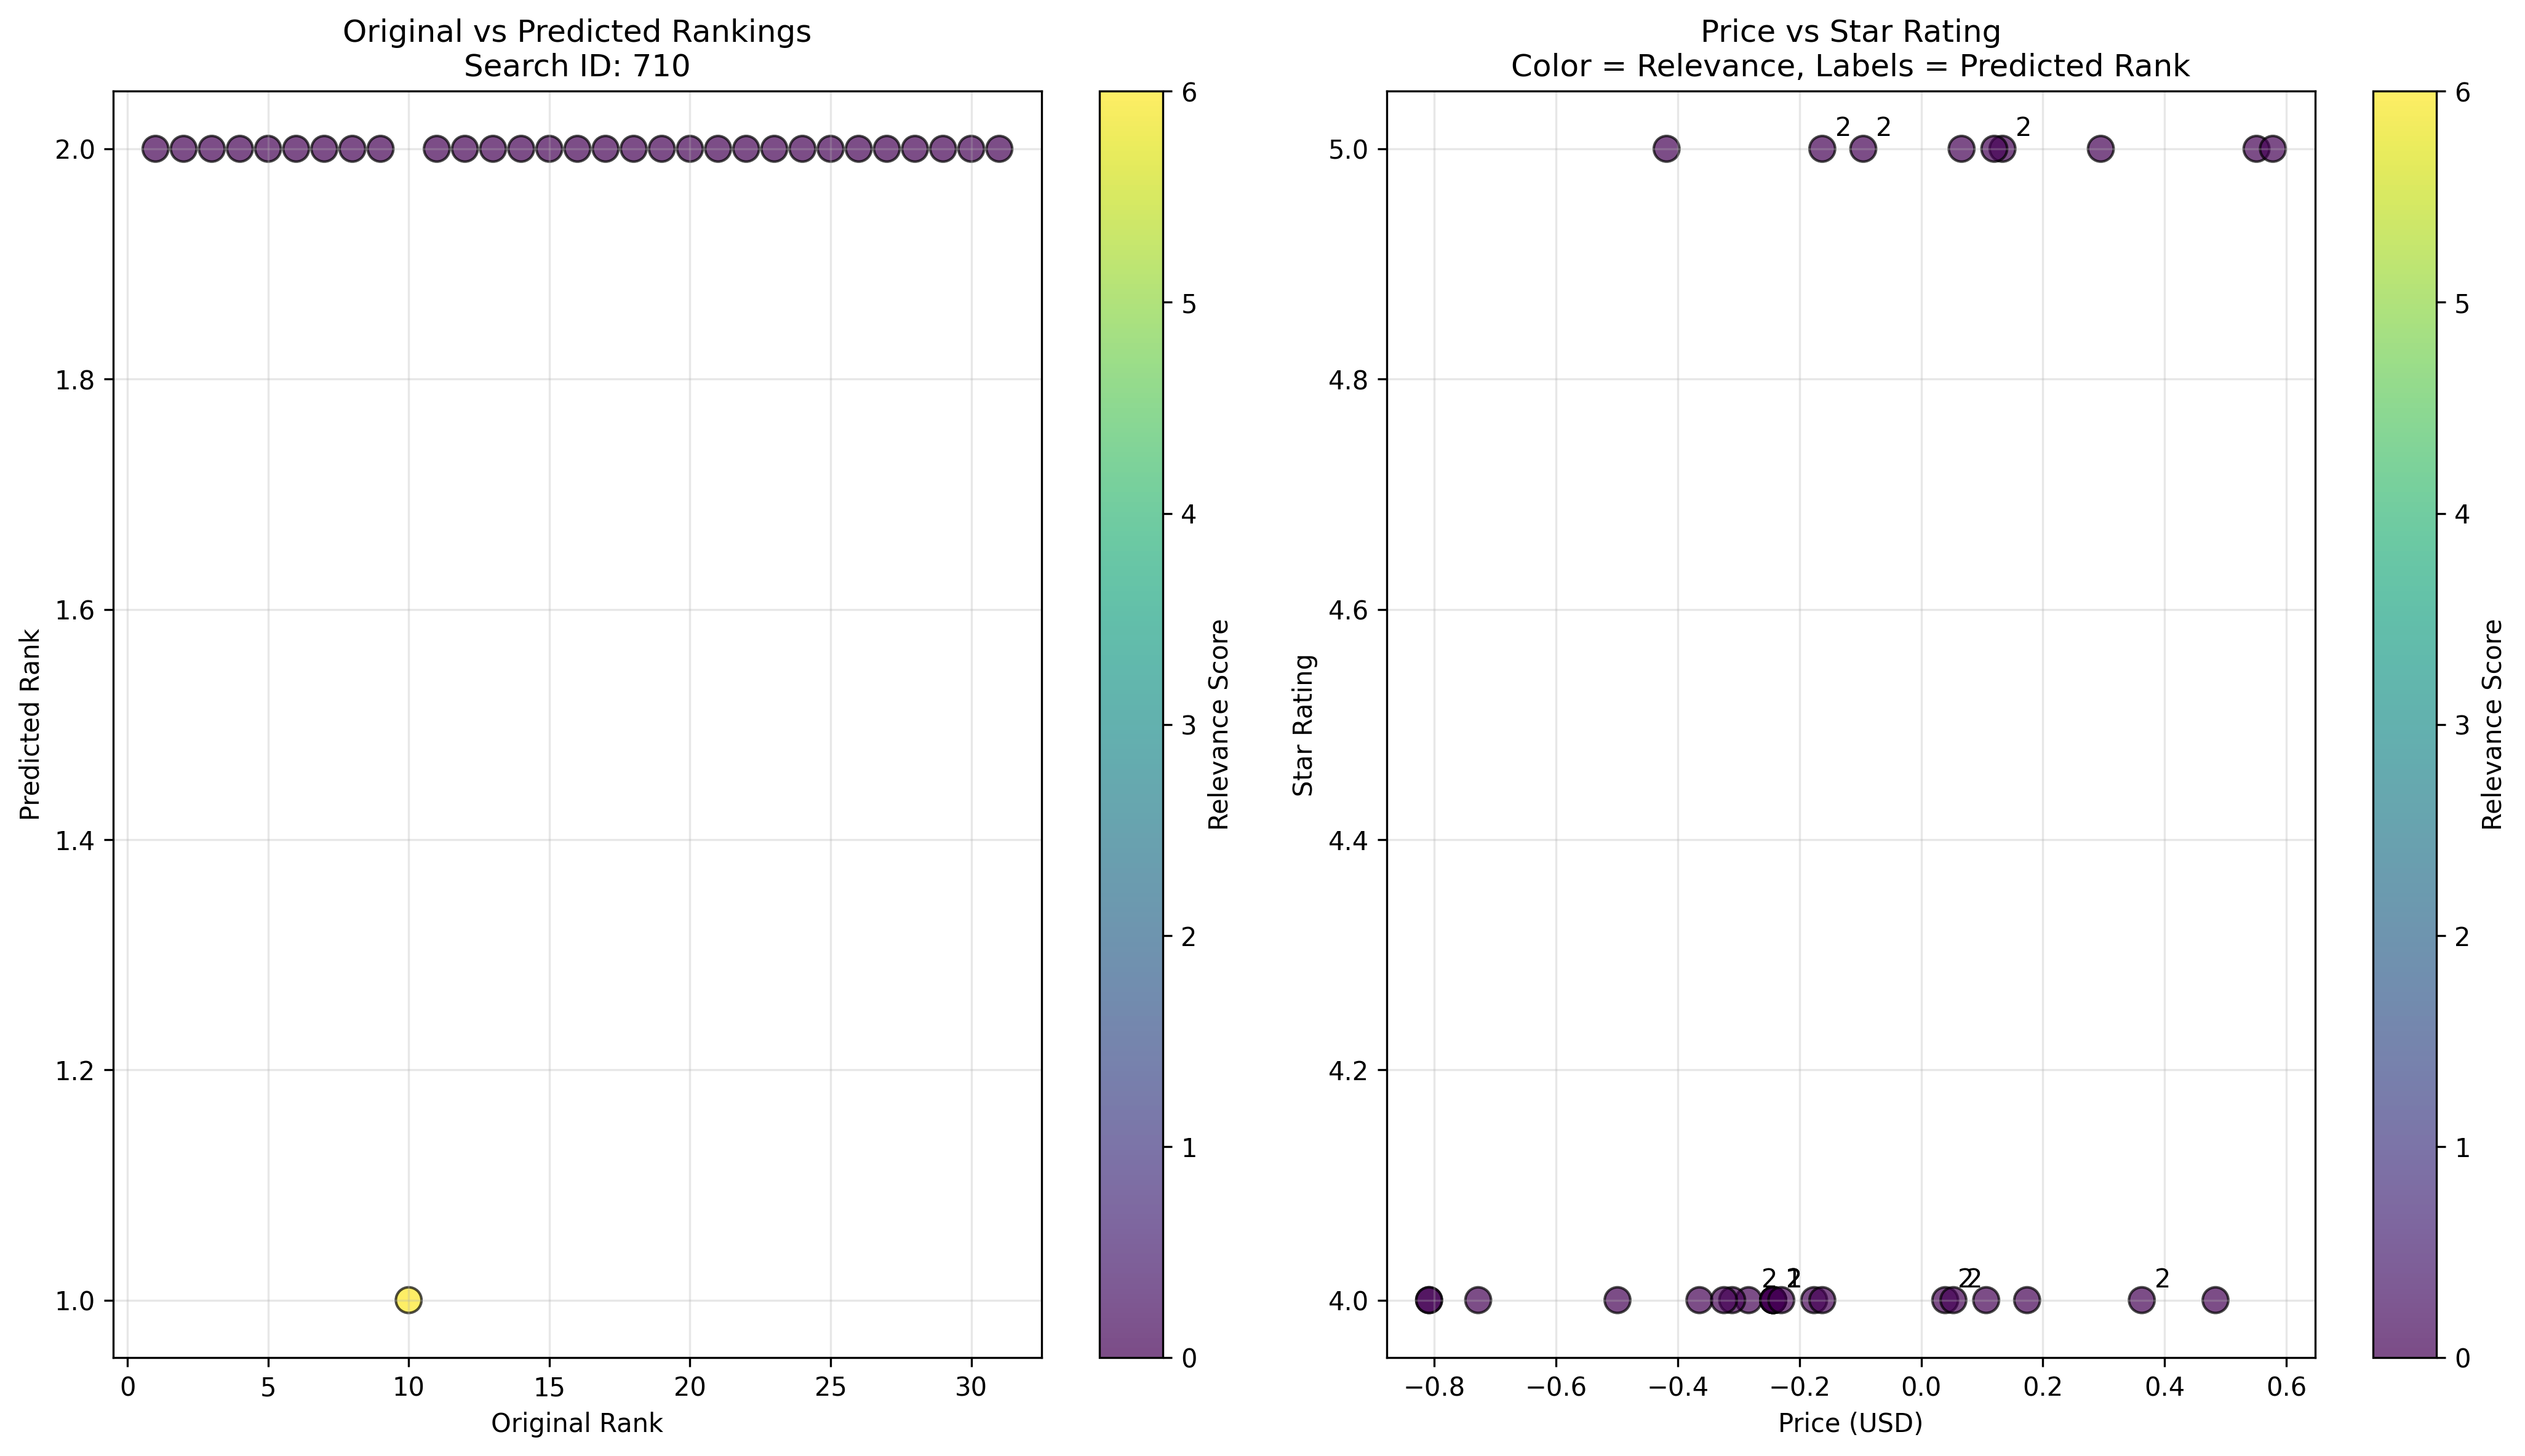 Original vs Predicted Rankings
Search ID: 710
2.0
1.8
1.6
1.4
1.2
1.0
Predicted Rank
0 5 10 15 20 25 30
Original Rank
6
5
4
3
2
1
0
Relevance Score
Price vs Star Rating
Color = Relevance, Labels = Predicted Rank
2 2 2
5.0
4.8
4.6
4.4
4.2
4.0
Star Rating
2 1 2 2 2 2
−0.8 −0.6 −0.4 −0.2 0.0 0.2 0.4 0.6
Price (USD)
6
5
4
3
2
1
0
Relevance Score